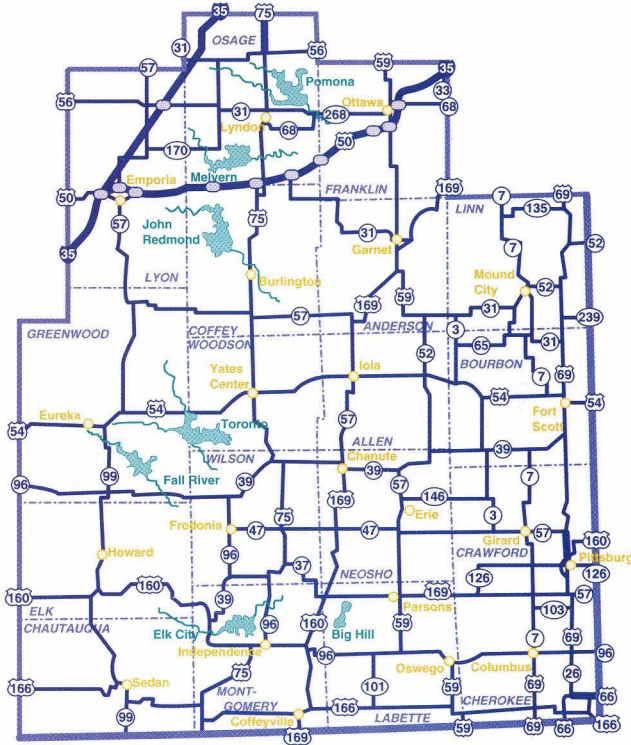 35
75
31
OSAGE
56
59
35
57
Pomona
33
56
31
268
Ottawa
68
Lyndon
68
50
170
Melvern
Emporia
FRANKLIN
169
50
7
69
LINN
135
57
John
Redmond
75
31
7
52
Garnet
35
LYON
Burlington
Mound
City
52
169
59
31
57
239
GREENWOOD
COFFEY
ANDERSON
3
WOODSON
52
65
31
BOURBON
Yates
Center
Iola
69
7
Eureka
54
54
54
Toronto
57
Fort
Scott
54
WILSON
ALLEN
39
Chanute
99
Fall River
39
39
57
7
96
169
146
75
Erie
3
Fredonia
47
47
Girard
57
160
96
CRAWFORD
Howard
Pittsburg
37
NEOSHO
126
126
160
160
169
57
39
Parsons
103
ELK
CHAUTAUQUA
Elk City
96
160
Big Hill
59
7
69
Independence
96
96
Oswego
Columbus
75
166
Sedan
101
59
69
26
MONT-
GOMERY
66
99
166
CHEROKEE
Coffeyville
LABETTE
59
69
66
166
169